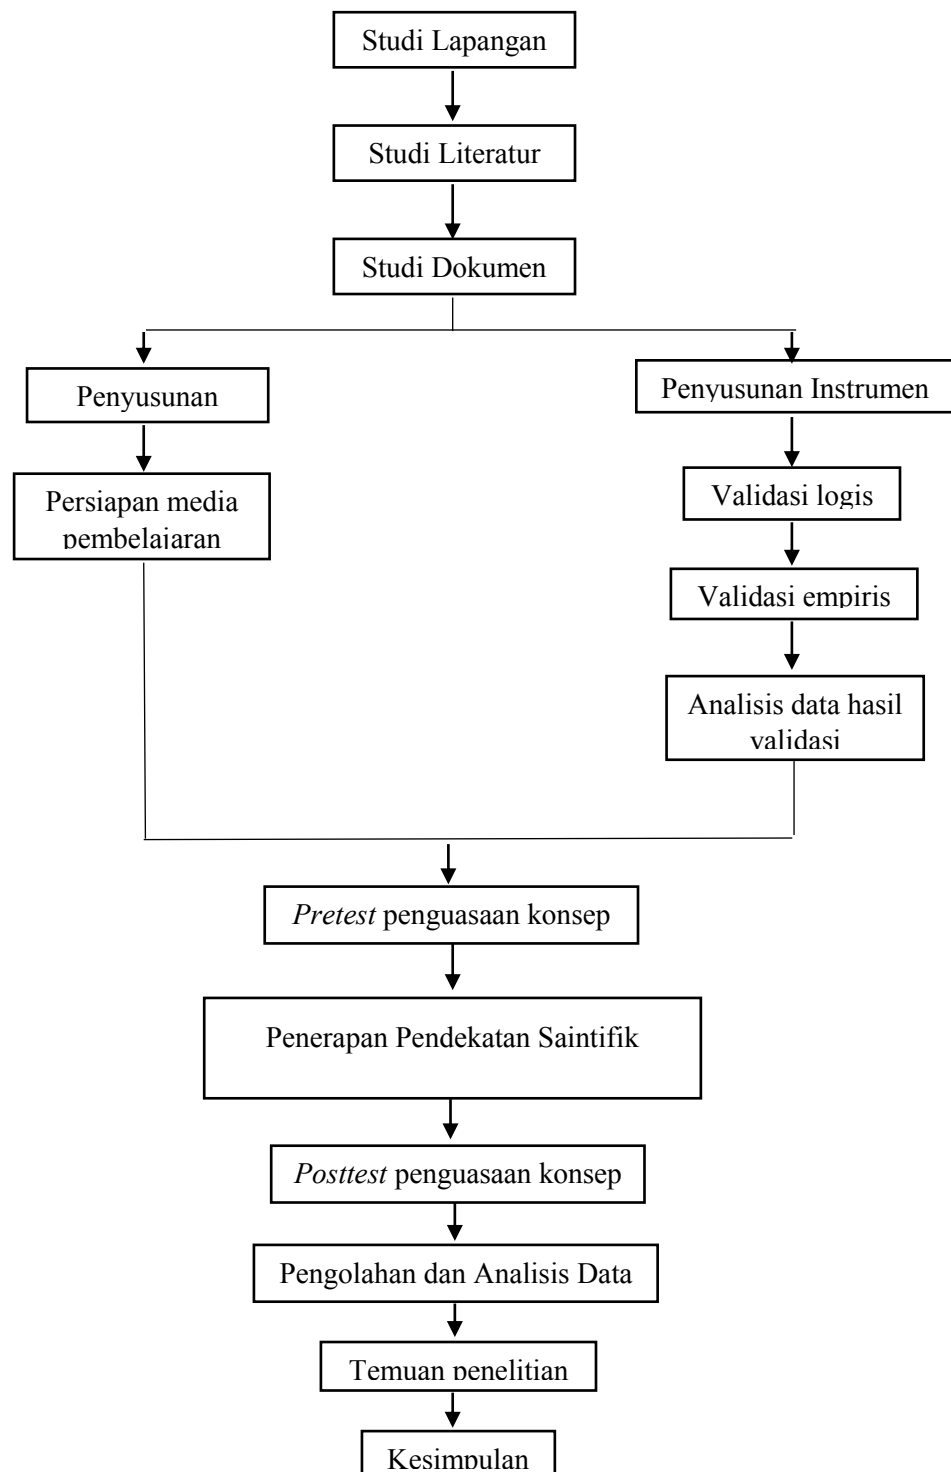 Studi Lapangan
Studi Literatur
Studi Dokumen
Penyusunan
Penyusunan Instrumen
Persiapan media
pembelajaran
Validasi logis
Validasi empiris
Analisis data hasil
validasi
Pretest penguasaan konsep
Penerapan Pendekatan Saintifik
Posttest penguasaan konsep
Pengolahan dan Analisis Data
Temuan penelitian
Kesimpulan